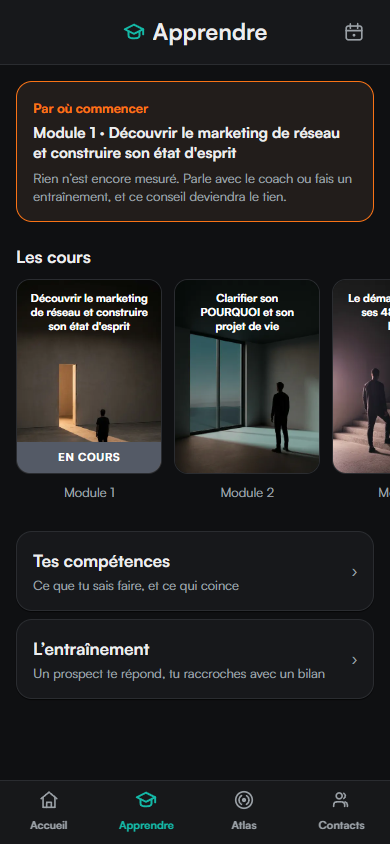 Apprendre
Par où commencer
Module 1 · Découvrir le marketing de réseau
et construire son état d'esprit
Rien n'est encore mesuré. Parle avec le coach ou fais un
entraînement, et ce conseil deviendra le tien.
Les cours
Découvrir le marketing
de réseau et construire
son état d'esprit
EN COURS
Module 1
Clarifier son
POURQUOI et son
projet de vie
Module 2
Le
ses
Tes compétences
Ce que tu sais faire, et ce qui coince
›
L'entraînement
Un prospect te répond, tu raccroches avec un bilan
›
Accueil
Apprendre
Atlas
Contacts